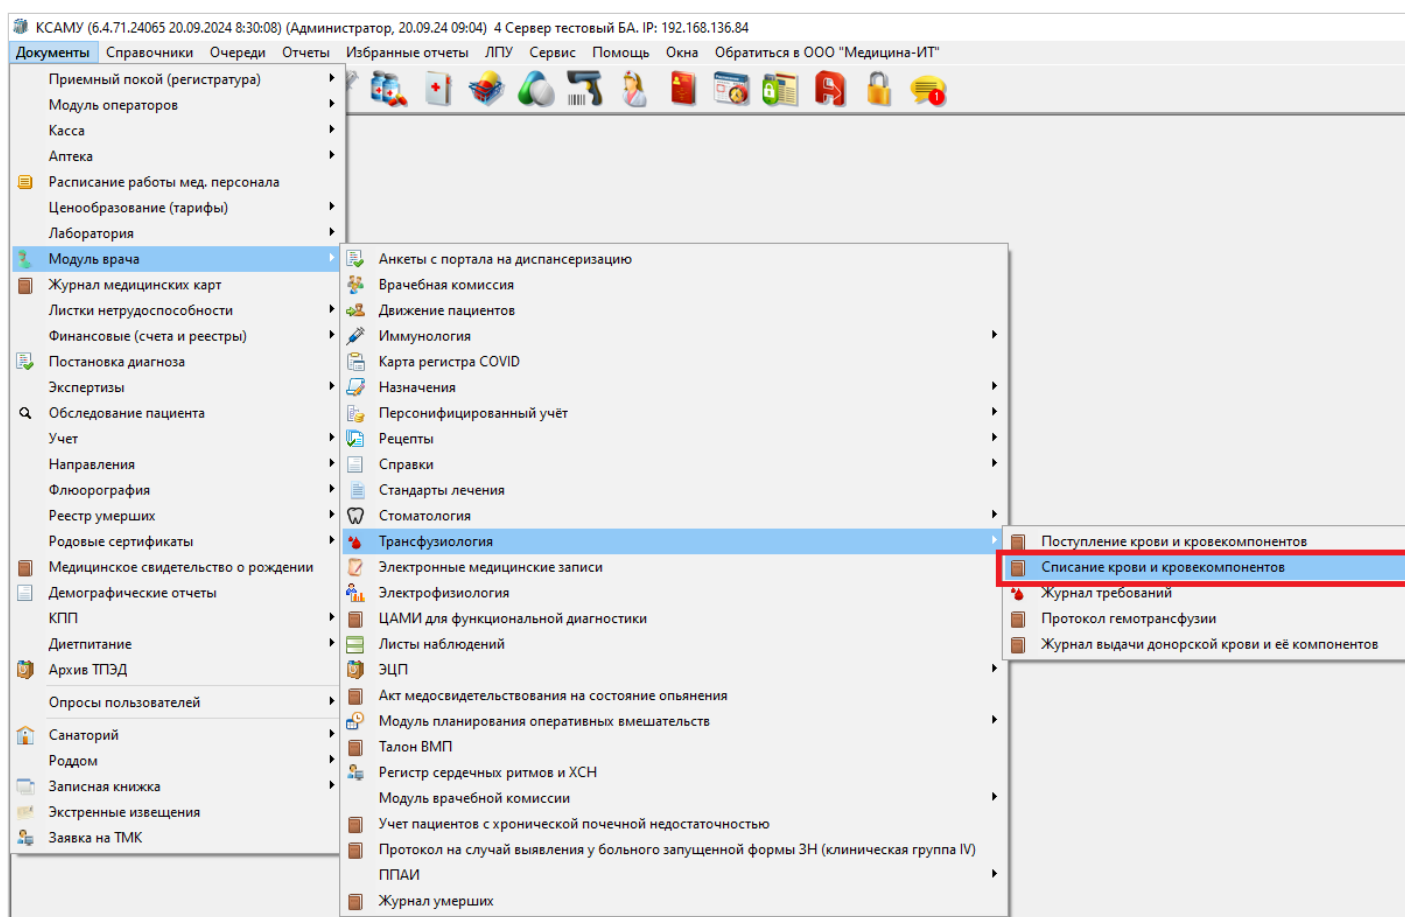 КСАМУ (6.4.71.24065 20.09.2024 8:30:08) (Администратор, 20.09.24 09:04) 4 Сервер тестовый БА. IP: 192.168.136.84
Документы Справочники Очереди Отчеты Избранные отчеты ЛПУ Сервис Помощь Окна Обратиться в ООО "Медицина-ИТ"
1
Приемный покой (регистратура)
Модуль операторов
Касса
Аптека
Расписание работы мед. персонала
Ценообразование (тарифы)
Лаборатория
Модуль врача
Журнал медицинских карт
Листки нетрудоспособности
Финансовые (счета и реестры)
Постановка диагноза
Экспертизы
Обследование пациента
Учет
Направления
Флюорография
Реестр умерших
Родовые сертификаты
Медицинское свидетельство о рождении
Демографические отчеты
КПП
Диетпитание
Архив ТПЭД
Опросы пользователей
Санаторий
Роддом
Записная книжка
Экстренные извещения
Заявка на ТМК
Анкеты с портала на диспансеризацию
Врачебная комиссия
Движение пациентов
Иммунология
Карта регистра COVID
Назначения
Персонифицированный учёт
Рецепты
Справки
Стандарты лечения
Стоматология
Трансфузиология
Электронные медицинские записи
Электрофизиология
ЦАМИ для функциональной диагностики
Листы наблюдений
ЭЦП
Акт медосвидетельствования на состояние опьянения
Модуль планирования оперативных вмешательств
Талон ВМП
Регистр сердечных ритмов и ХСН
Модуль врачебной комиссии
Учет пациентов с хронической почечной недостаточностью
Протокол на случай выявления у больного запущенной формы ЗН (клиническая группа IV)
ППАИ
Журнал умерших
Поступление крови и кровекомпонентов
Списание крови и кровекомпонентов
Журнал требований
Протокол гемотрансфузии
Журнал выдачи донорской крови и её компонентов